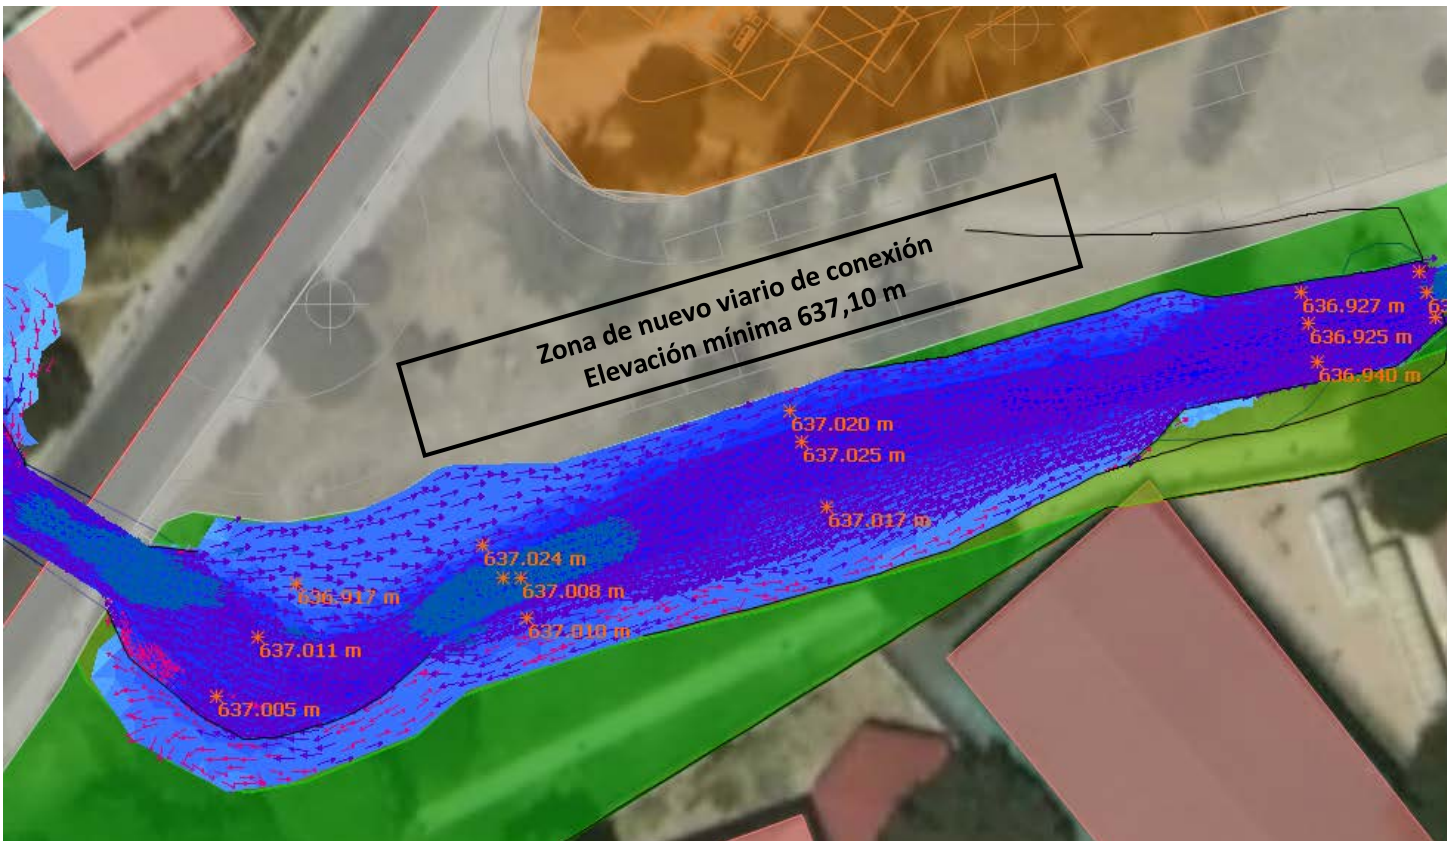 Zona de nuevo viario de conexión
Elevación mínima 637,10 m
636.927 m
636.925 m
636.940 m
637.020 m
637.025 m
637.017 m
637.024 m
637.008 m
636.917 m
637.010 m
637.011 m
637.005 m